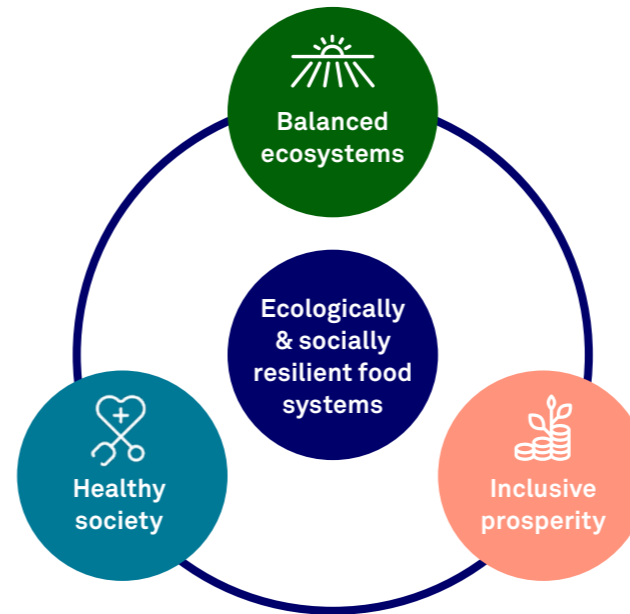 Balanced
ecosystems
Ecologically
& socially
resilient food
systems
Healthy
society
Inclusive
prosperity